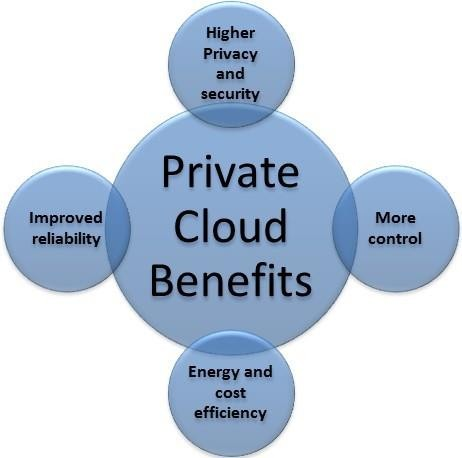 Higher
Privacy
and
security
Private
Cloud
Benefits
Improved
reliability
More
control
Energy and
cost
efficiency